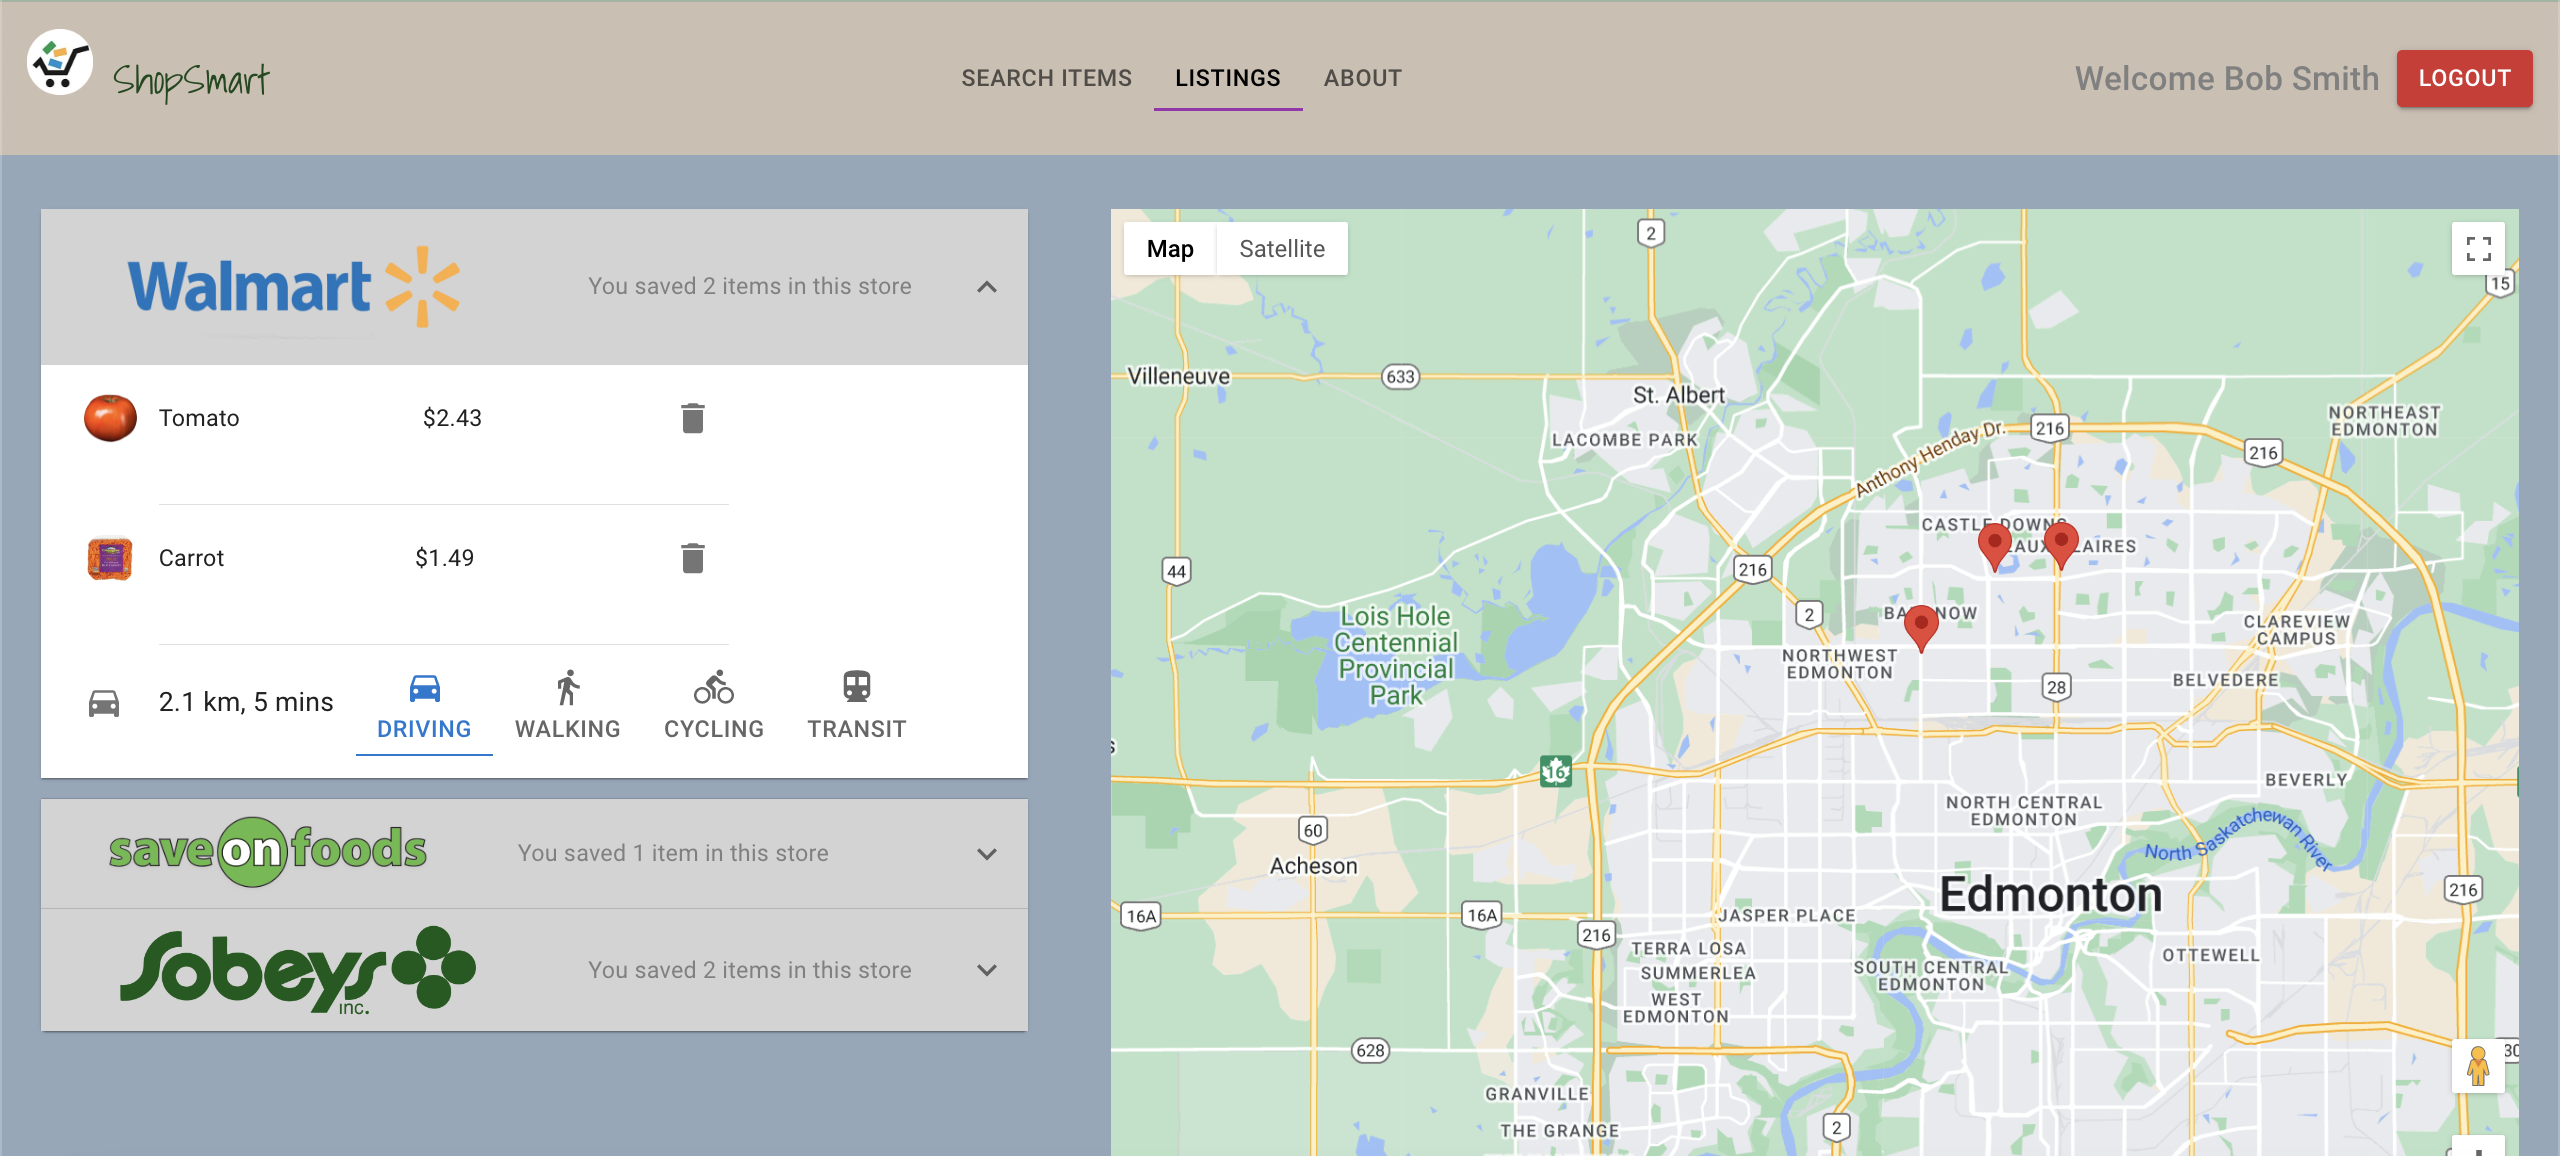 ShopSmart
SEARCH ITEMS
LISTINGS
ABOUT
Welcome Bob Smith
LOGOUT
Walmart
You saved 2 items in this store
Tomato
$2.43
Carrot
$1.49
2.1 km, 5 mins
DRIVING
WALKING
CYCLING
TRANSIT
save on foods
You saved 1 item in this store
Sobeys
INC.
You saved 2 items in this store
Map
Satellite
2
15
Villeneuve
633
St. Albert
LACOMBE PARK
Anthony Henday Dr.
216
216
NORTHEAST
EDMONTON
CASTLE DOWNS
44
216
2
Lois Hole
Centennial
Provincial
Park
NORTHWEST
EDMONTON
CLAREVIEW
CAMPUS
28
BELVEDERE
16
BEVERLY
60
Acheson
NORTH CENTRAL
EDMONTON
North Saskatchewan River
Edmonton
16A
16A
JASPER PLACE
216
216
TERRA LOSA
SUMMERLEA
WEST
EDMONTON
SOUTH CENTRAL
EDMONTON
OTTEWELL
628
GRANVILLE
THE GRANGE
2